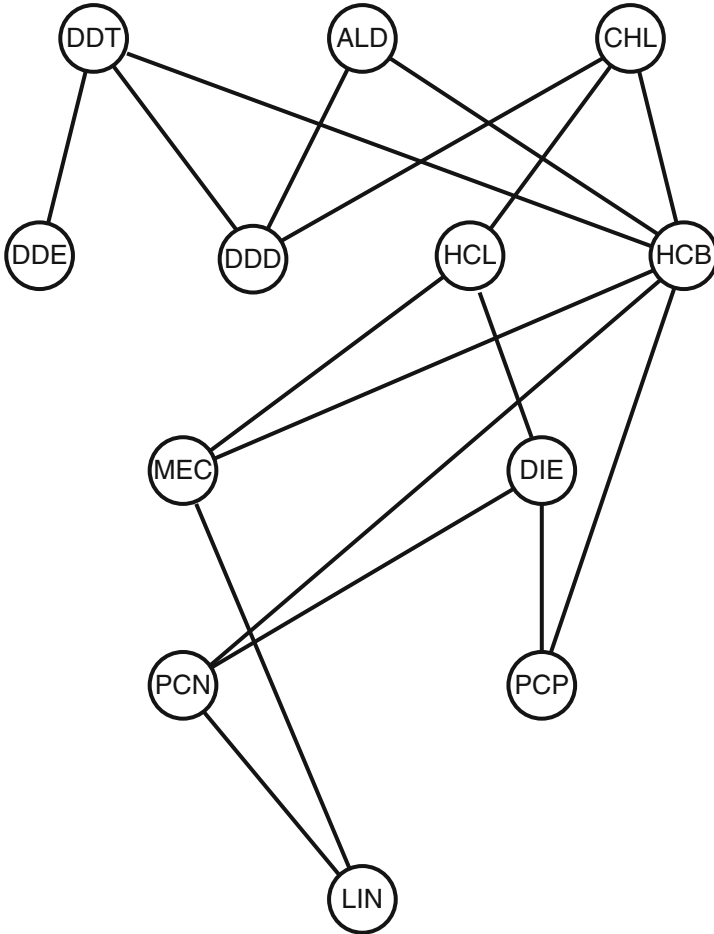 DDT ALD CHL
DDE DDD HCL HCB
MEC DIE
PCN PCP
LIN